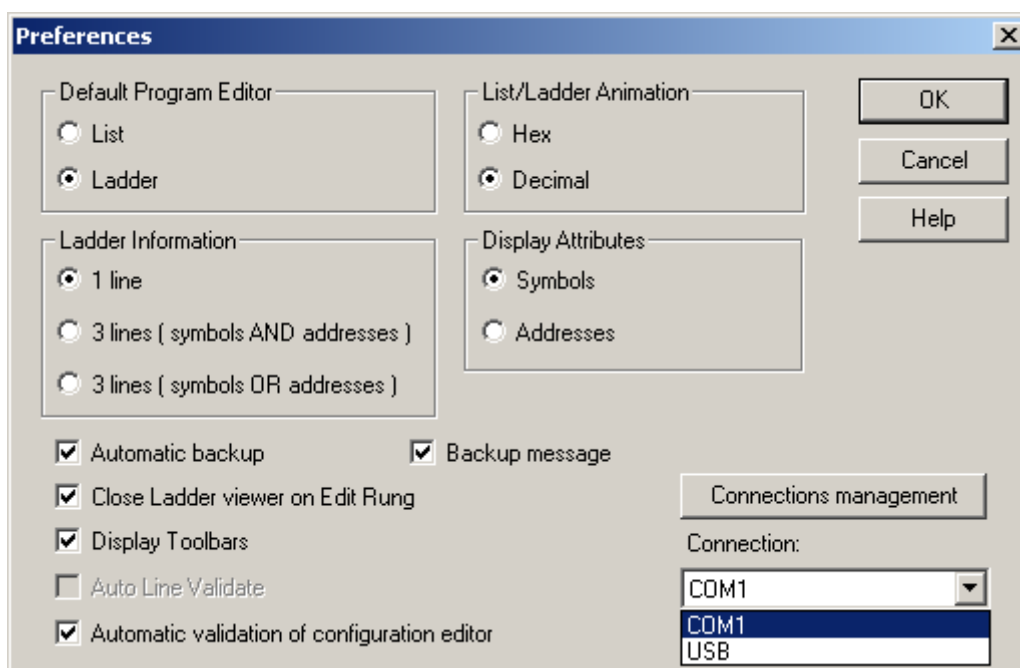 Preferences
Default Program Editor
List
Ladder
List/Ladder Animation
Hex
Decimal
OK
Cancel
Help
Ladder Information
1 line
3 lines ( symbols AND addresses )
3 lines ( symbols OR addresses )
Display Attributes
Symbols
Addresses
Automatic backup
Backup message
Close Ladder viewer on Edit Rung
Display Toolbars
Auto Line Validate
Automatic validation of configuration editor
Connections management
Connection:
COM1
COM1
USB